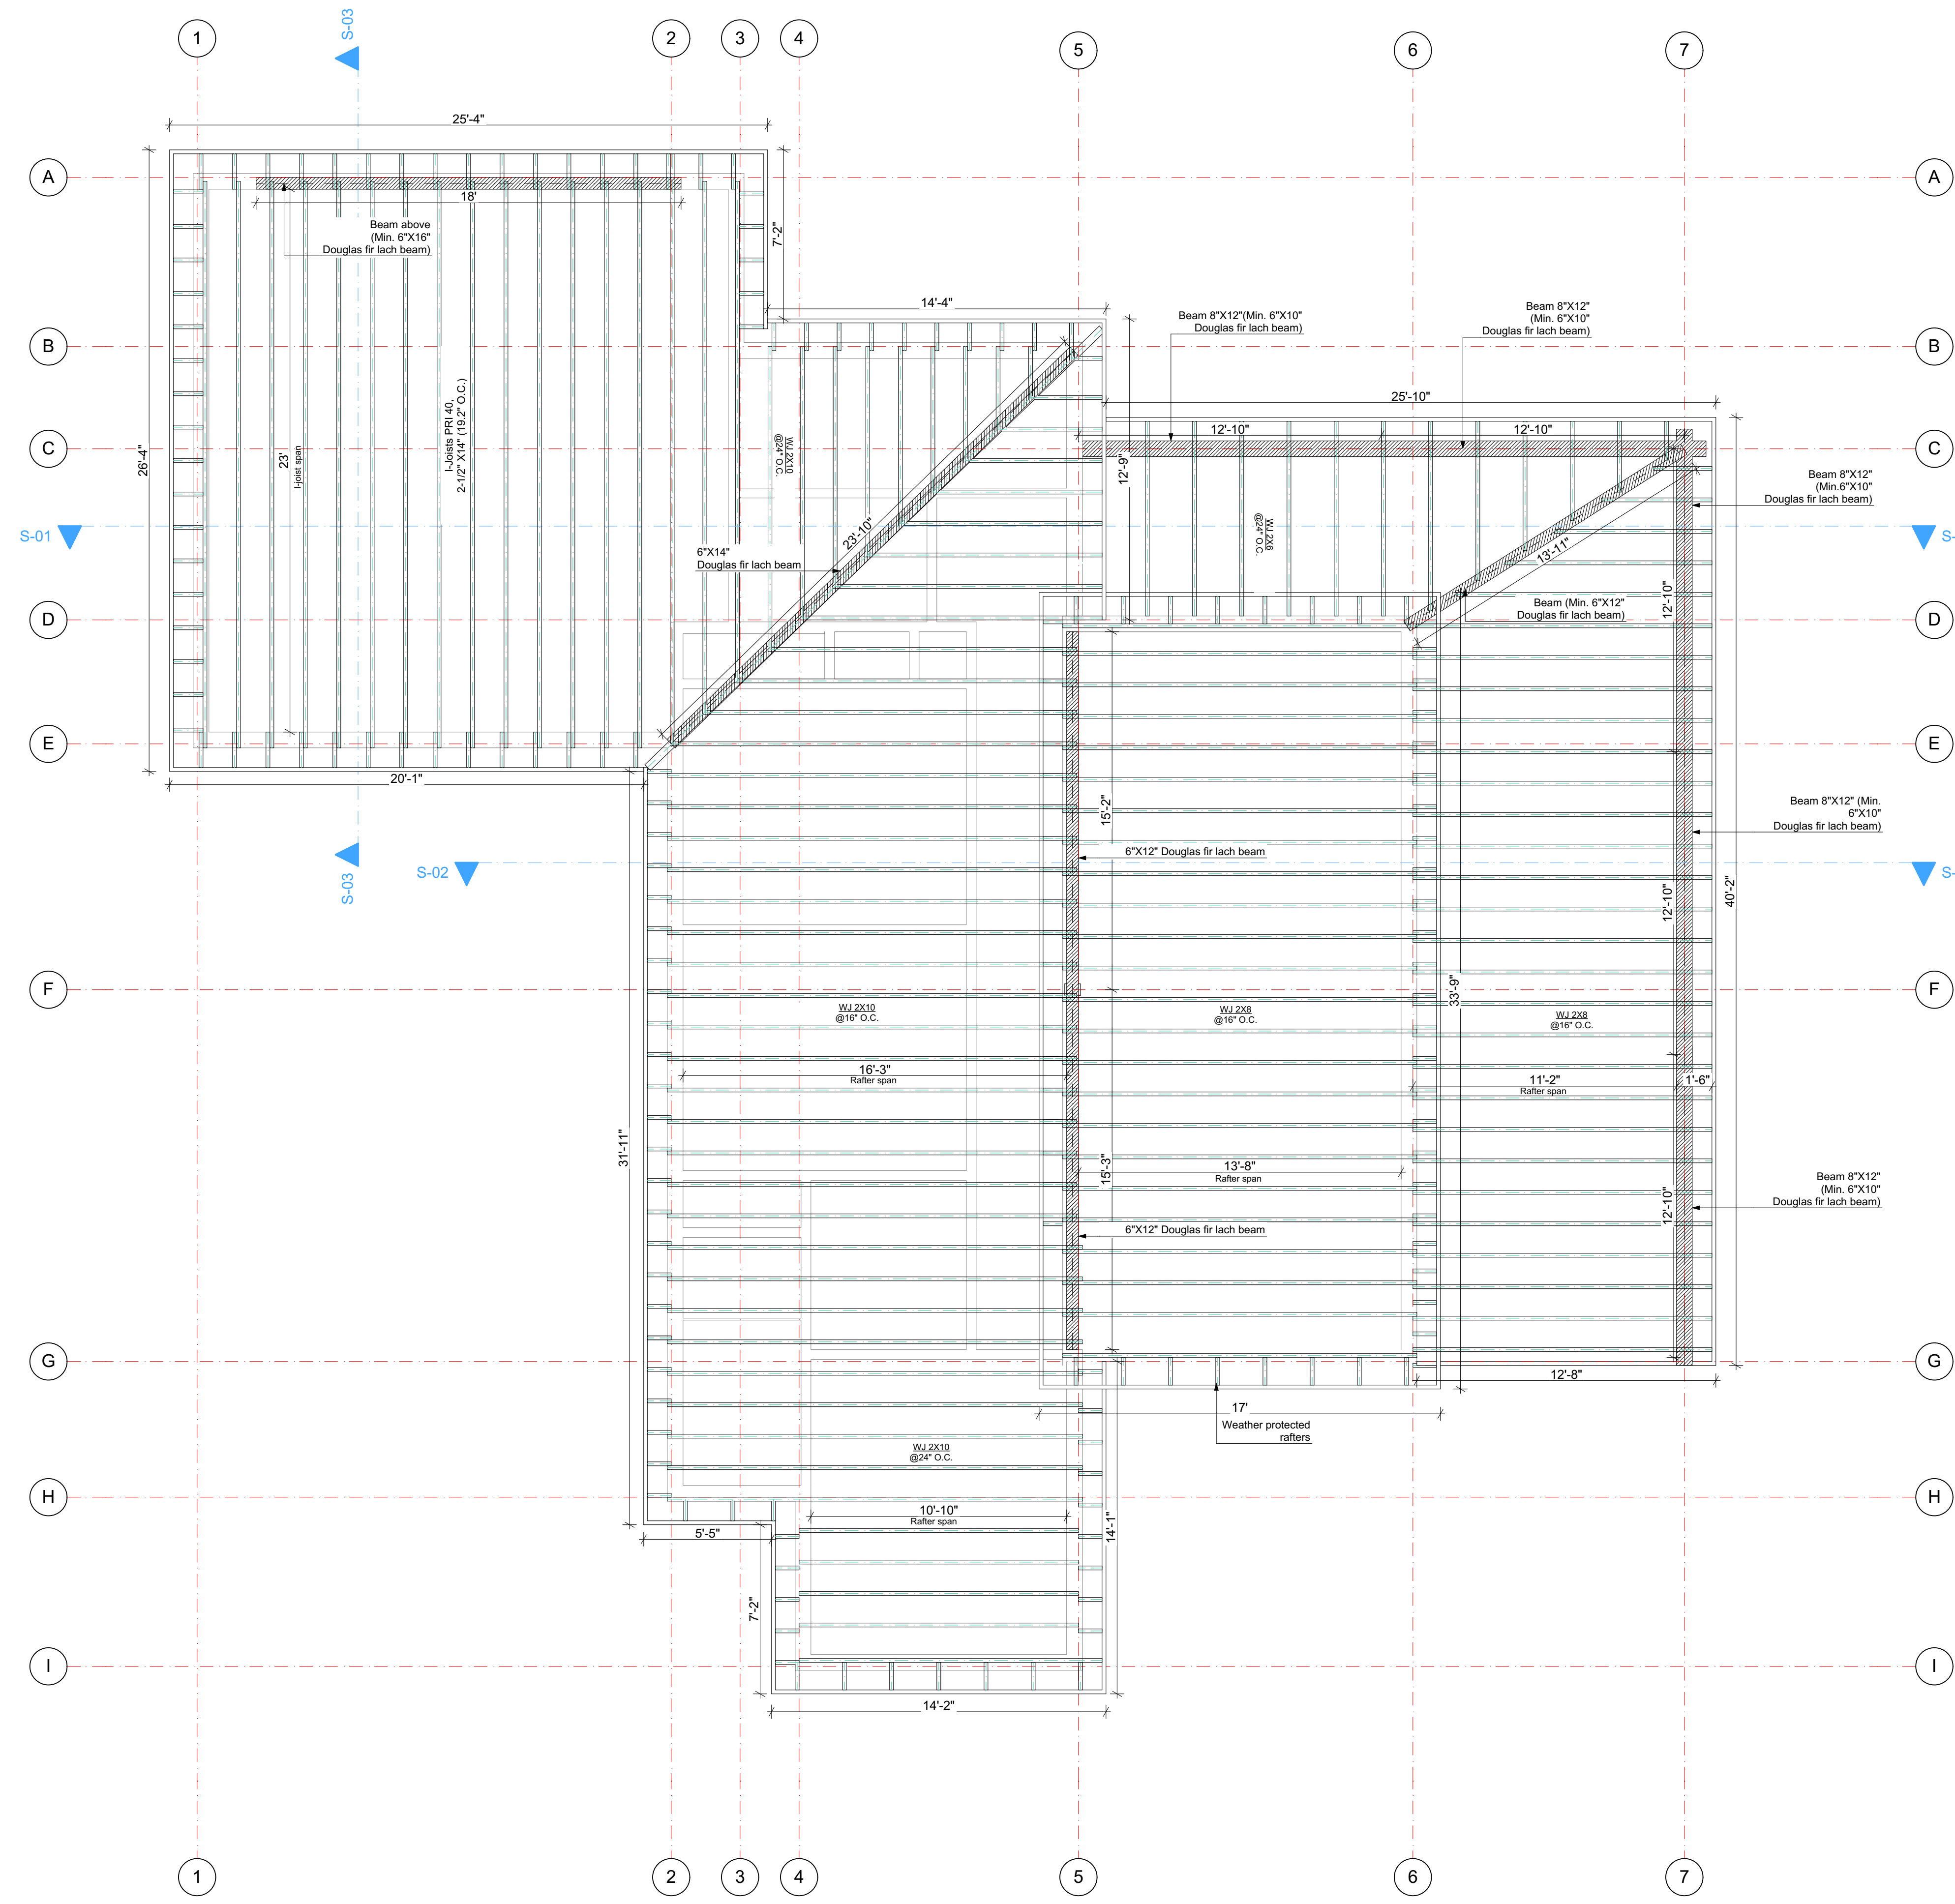 S-03
1
2
3
4
5
6
7
25'-4"
A
A
18'
Beam above
(Min. 6"X16"
Douglas fir lach beam)
7'-2"
14'-4"
Beam 8"X12"(Min. 6"X10"
Douglas fir lach beam)
Beam 8"X12"
(Min. 6"X10"
Douglas fir lach beam)
B
B
25'-10"
12'-10"
12'-10"
C
C
26'-4"
23'
I-joist span
I-Joists PRI 40,
2-1/2" X14" (19.2" O.C.)
WJ 2X10
@24" O.C.
12'-9"
Beam 8"X12"
(Min.6"X10"
Douglas fir lach beam)
S-01
S-
23'-10"
WJ 2X6
@24" O.C.
13'-11"
6"X14"
Douglas fir lach beam
12'-10"
Beam (Min. 6"X12"
Douglas fir lach beam)
D
D
E
E
20'-1"
15'-2"
Beam 8"X12" (Min.
6"X10"
Douglas fir lach beam)
6"X12" Douglas fir lach beam
S-03
S-02
S-
12'-10"
40'-2"
F
F
33'-9"
WJ 2X10
@16" O.C.
WJ 2X8
@16" O.C.
WJ 2X8
@16" O.C.
16'-3"
Rafter span
11'-2"
Rafter span
1'-6"
31'-11"
15'-3"
13'-8"
Rafter span
12'-10"
Beam 8"X12"
(Min. 6"X10"
Douglas fir lach beam)
6"X12" Douglas fir lach beam
G
G
12'-8"
17'
Weather protected
rafters
WJ 2X10
@24" O.C.
H
H
10'-10"
Rafter span
14'-1"
5'-5"
7'-2"
I
I
14'-2"
1
2
3
4
5
6
7